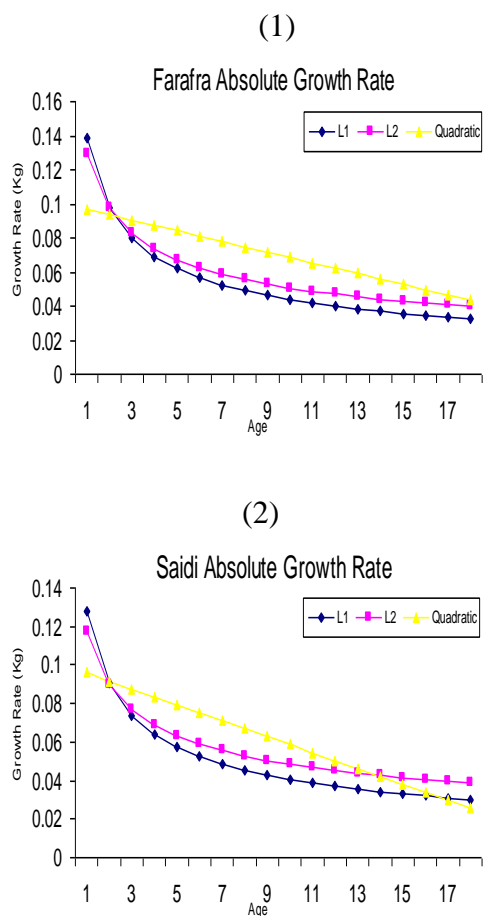 (1)
Farafra Absolute Growth Rate
L1 L2 Quadratic
Growth Rate (Kg)
0.16
0.14
0.12
0.1
0.08
0.06
0.04
0.02
0
1 3 5 7 9 11 13 15 17
Age
(2)
Saidi Absolute Growth Rate
L1 L2 Quadratic
Growth Rate (Kg)
0.14
0.12
0.1
0.08
0.06
0.04
0.02
0
1 3 5 7 9 11 13 15 17
Age